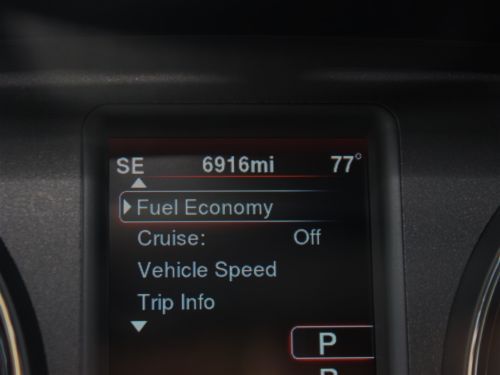 SE 6916mi 77°
Fuel Economy
Cruise: Off
Vehicle Speed
Trip Info
P